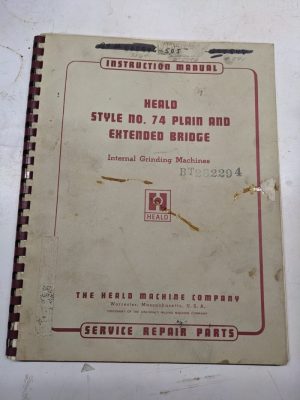 INSTRUCTION MANUAL
HEALD
STYLE NO. 74 PLAIN AND
EXTENDED BRIDGE
Internal Grinding Machines
BT252294
HEALD
THE HEALD MACHINE COMPANY
Worcester, Massachusetts, U. S. A.
SERVICE REPAIR PARTS